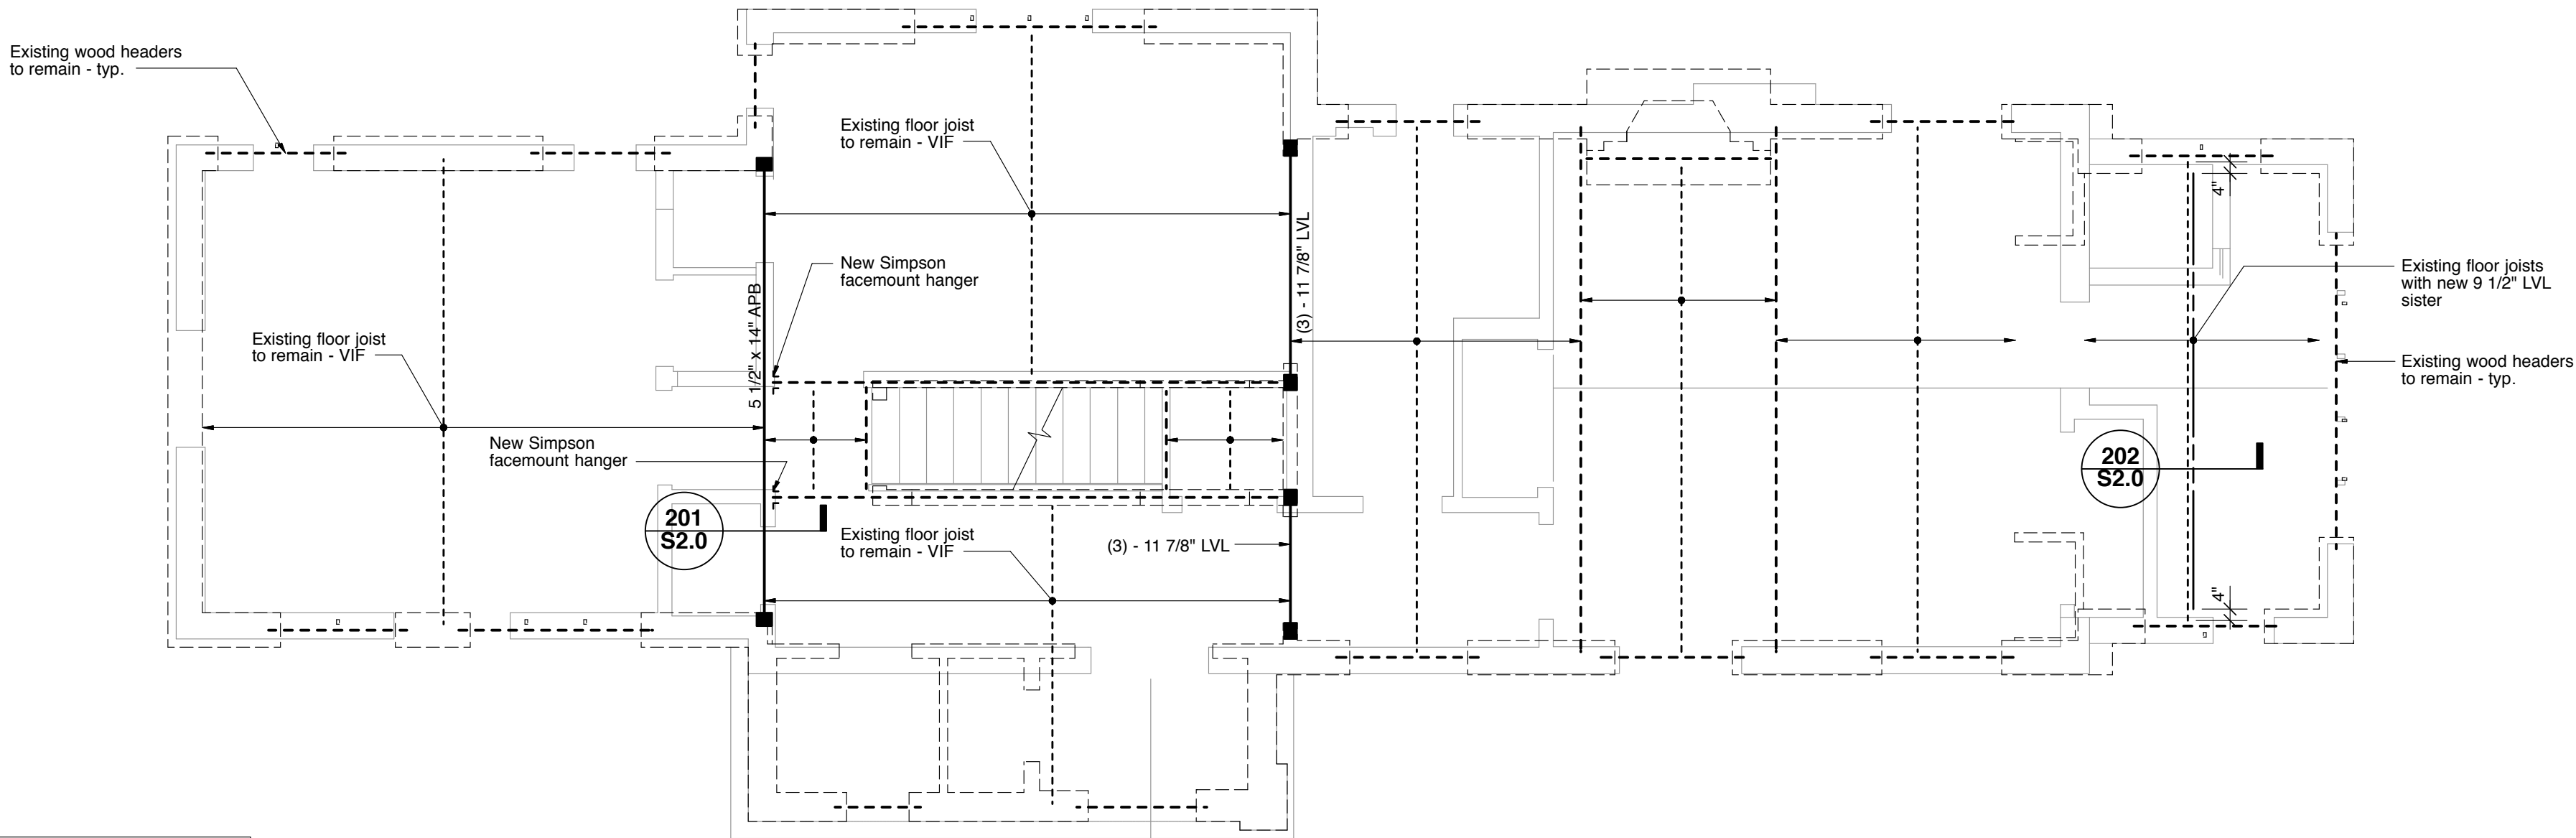 Existing wood headers
to remain - typ.
Existing floor joist
to remain - VIF
New Simpson
facemount hanger
5 1/2" x 14" APB
(3) - 11 7/8" LVL
4"
Existing floor joists
with new 9 1/2" LVL
sister
Existing floor joist
to remain - VIF
Existing wood headers
to remain - typ.
New Simpson
facemount hanger
201
S2.0
Existing floor joist
to remain - VIF
(3) - 11 7/8" LVL
202
S2.0
4"